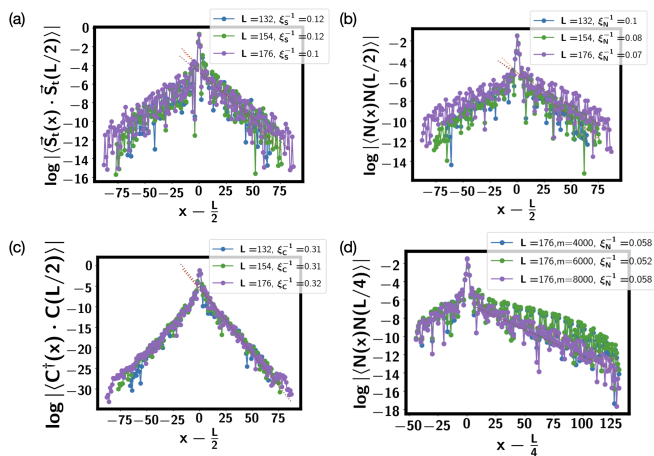 (a)
L =132, ξ_S^{-1}=0.12
L =154, ξ_S^{-1}=0.12
L =176, ξ_S^{-1}=0.1
log |⟨S⃗_t(x) · S⃗_t(L/2)⟩|
0
−2
−4
−6
−8
−10
−12
−14
−16
−75 −50 −25 0 25 50 75
x − L/2
(b)
L =132, ξ_N^{-1}=0.1
L =154, ξ_N^{-1}=0.08
L =176, ξ_N^{-1}=0.07
log |⟨N(x)N(L/2)⟩|
−2
−4
−6
−8
−10
−12
−14
−75 −50 −25 0 25 50 75
x − L/2
(c)
L =132, ξ_C^{-1}=0.31
L =154, ξ_C^{-1}=0.31
L =176, ξ_C^{-1}=0.32
log |⟨C†(x) · C(L/2)⟩|
0
−5
−10
−15
−20
−25
−30
−75 −50 −25 0 25 50 75
x − L/2
(d)
L =176,m=4000, ξ_N^{-1}=0.058
L =176,m=6000, ξ_N^{-1}=0.052
L =176,m=8000, ξ_N^{-1}=0.058
log |⟨N(x)N(L/4)⟩|
−2
−4
−6
−8
−10
−12
−14
−16
−18
−50 −25 0 25 50 75 100 125
x − L/4